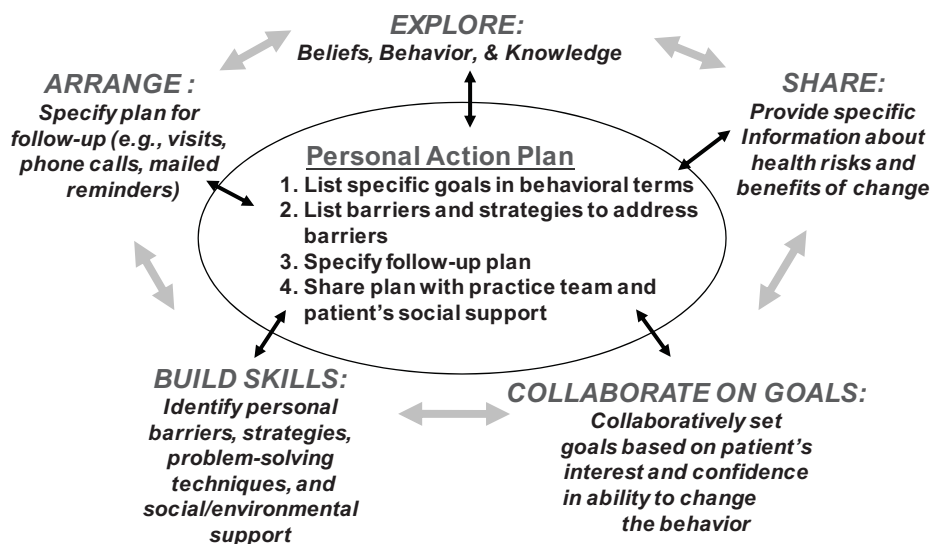 EXPLORE:
Beliefs, Behavior, & Knowledge
ARRANGE :
Specify plan for
follow-up (e.g., visits,
phone calls, mailed
reminders)
SHARE:
Provide specific
Information about
health risks and
benefits of change
Personal Action Plan
1. List specific goals in behavioral terms
2. List barriers and strategies to address
barriers
3. Specify follow-up plan
4. Share plan with practice team and
patient's social support
BUILD SKILLS:
Identify personal
barriers, strategies,
problem-solving
techniques, and
social/environmental
support
COLLABORATE ON GOALS:
Collaboratively set
goals based on patient's
interest and confidence
in ability to change
the behavior